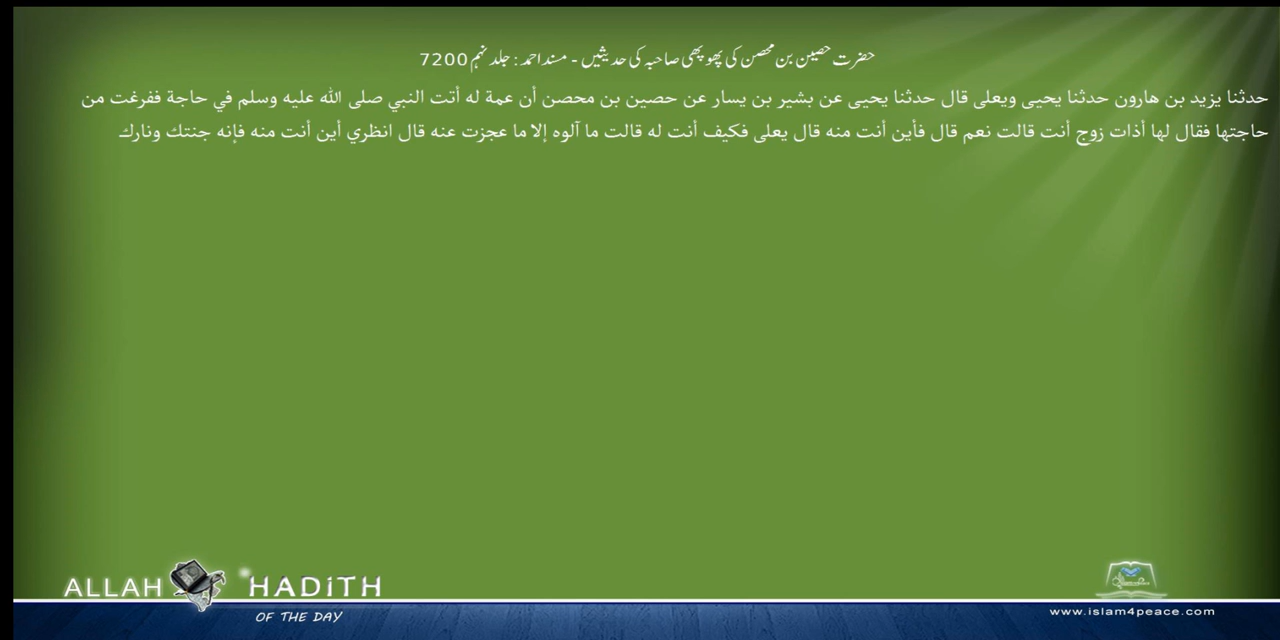 حضرت حصین بن محصن کی پھوپھی صاحبہ کی حدیثیں - مسند احمد : جلد نہم 7200
حدثنا يزيد بن هارون حدثنا يحيى ويعلى قال حدثنا يحيى عن بشير بن يسار عن حصين بن محصن أن عمة له أتت النبي صلى الله عليه وسلم في حاجة ففرغت من
حاجتها فقال لها أذات زوج أنت قالت نعم قال فأين أنت منه قال يعلى فكيف أنت له قالت ما آلوه إلا ما عجزت عنه قال انظري أين أنت منه فإنه جنتك ونارك
ALLAH HADITH
OF THE DAY
www.islam4peace.com